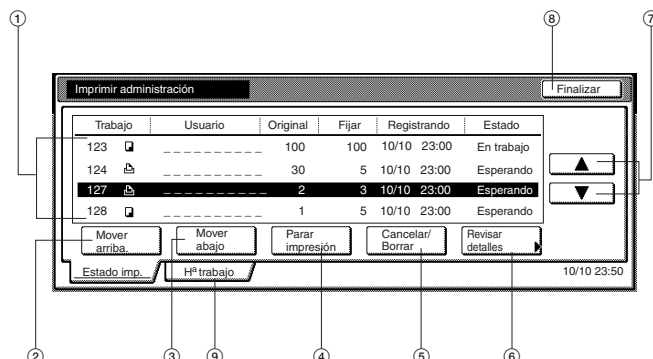 ① ⑧ ⑦
Imprimir administración Finalizar
Trabajo Usuario Original Fijar Registrando Estado
123 _ _ _ _ _ _ _ _ _ _ 100 100 10/10 23:00 En trabajo
124 _ _ _ _ _ _ _ _ _ _ 30 5 10/10 23:00 Esperando
127 _ _ _ _ _ _ _ _ _ _ 2 3 10/10 23:00 Esperando
128 _ _ _ _ _ _ _ _ _ _ 1 5 10/10 23:00 Esperando
Mover arriba. Mover abajo Parar impresión Cancelar/ Borrar Revisar detalles
Estado imp. Hª trabajo 10/10 23:50
② ③ ⑨ ④ ⑤ ⑥